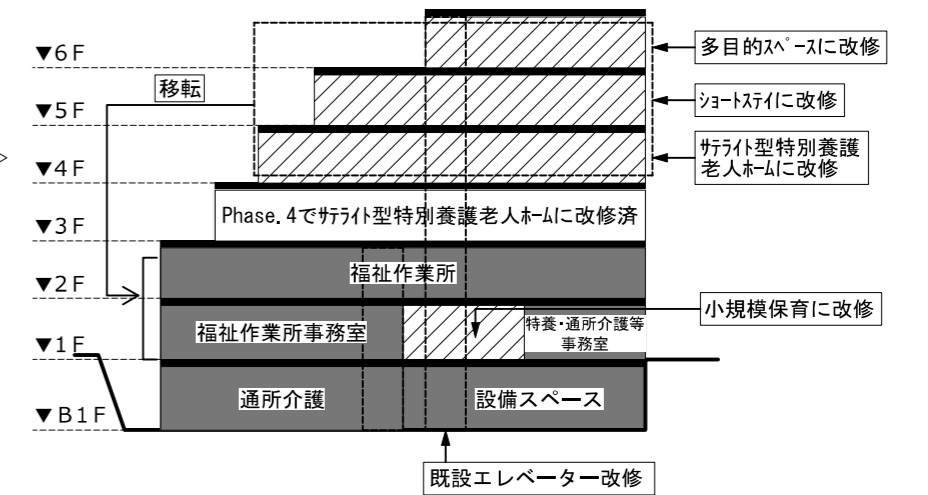 ▼6F
多目的ｽﾍﾟｰｽに改修
移転
▼5F
ｼｮｰﾄｽﾃｲに改修
▼4F
ｻﾃﾗｲﾄ型特別養護
老人ﾎｰﾑに改修
Phase.4でｻﾃﾗｲﾄ型特別養護老人ﾎｰﾑに改修済
▼3F
福祉作業所
▼2F
小規模保育に改修
福祉作業所事務室
特養・通所介護等
事務室
▼1F
通所介護
設備スペース
▼B1F
既設エレベーター改修